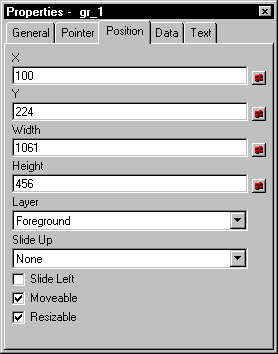 Properties - gr_1
General Pointer Position Data Text
X
100
Y
224
Width
1061
Height
456
Layer
Foreground
Slide Up
None
Slide Left
Moveable
Resizable